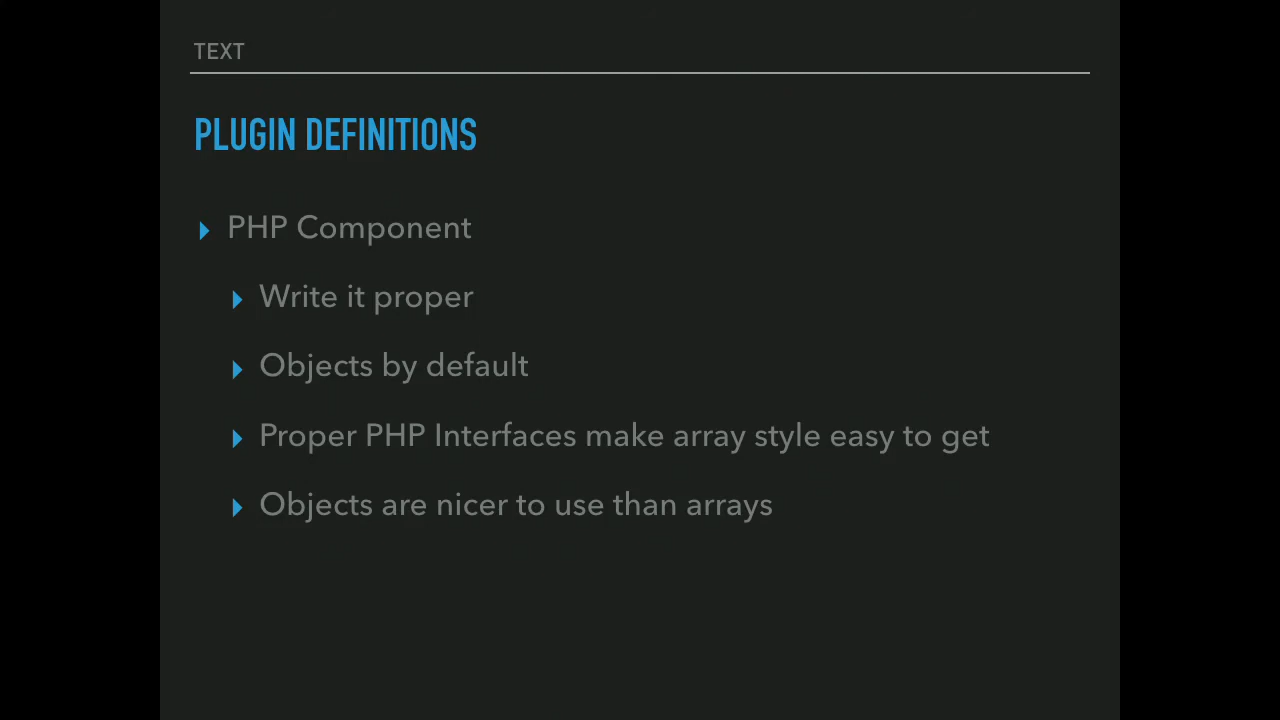 TEXT
PLUGIN DEFINITIONS
PHP Component
Write it proper
Objects by default
Proper PHP Interfaces make array style easy to get
Objects are nicer to use than arrays